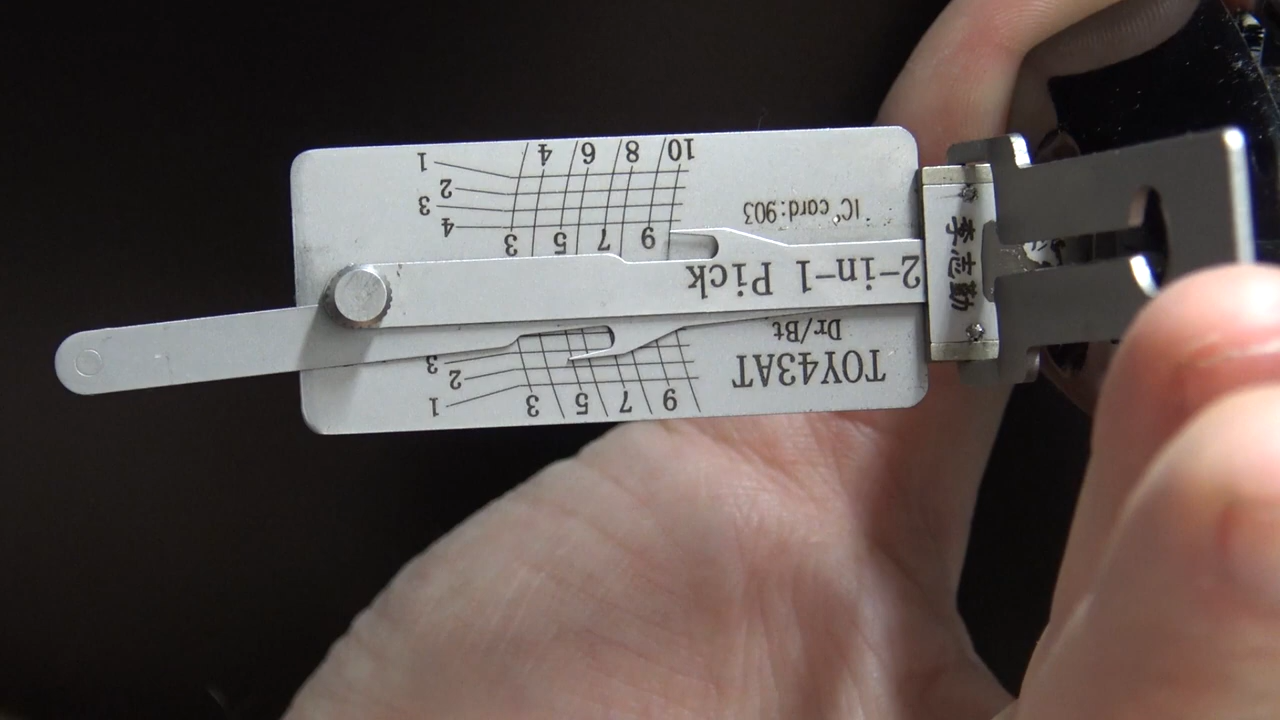 9 7 5 3
1
2
3
TOY43AT
Dr/Bt
2-in-1 Pick
李志勤
9 7 5 3
4
3
2
1
IC card:903
10 8 6 4